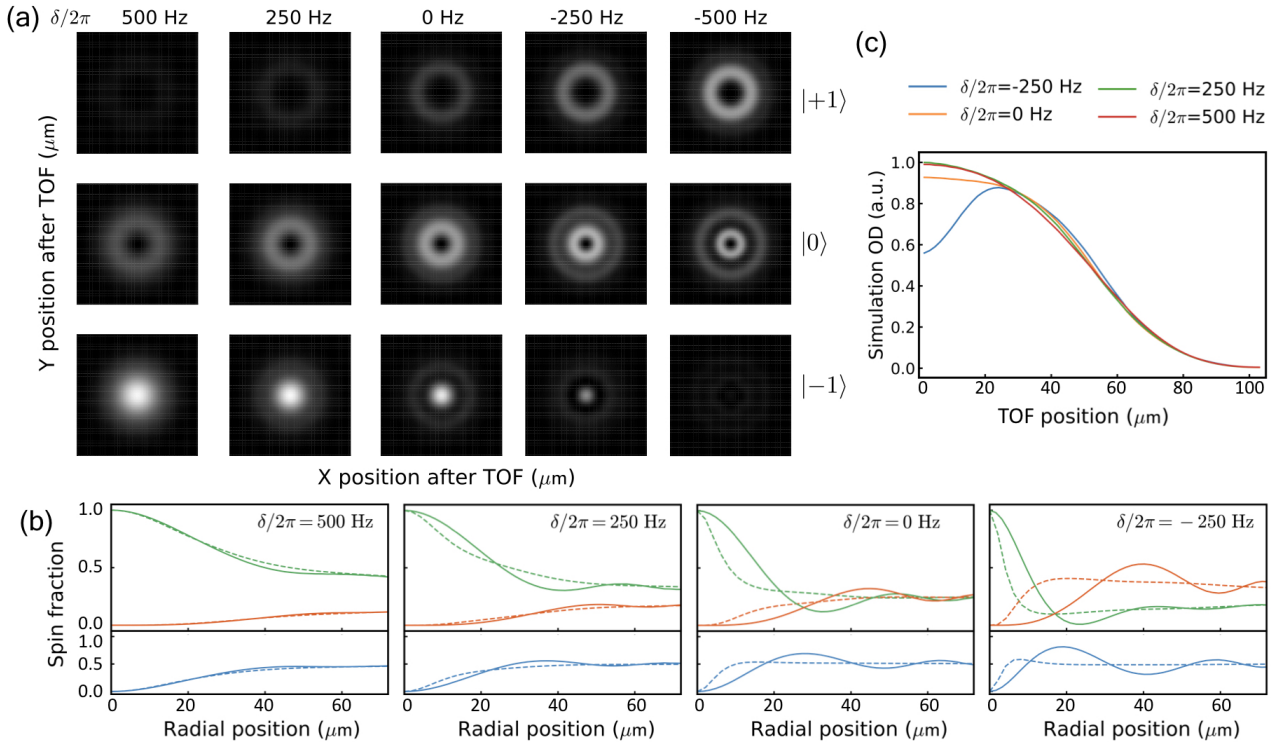 (a)
δ/2π 500 Hz 250 Hz 0 Hz -250 Hz -500 Hz
|+1⟩
|0⟩
|−1⟩
Y position after TOF (μm)
X position after TOF (μm)
(c)
δ/2π=-250 Hz
δ/2π=0 Hz
δ/2π=250 Hz
δ/2π=500 Hz
Simulation OD (a.u.)
1.0
0.8
0.6
0.4
0.2
0.0
0 20 40 60 80 100
TOF position (μm)
(b)
Spin fraction
1.0
0.5
0.0
1.0
0.5
0.0
δ/2π = 500 Hz
δ/2π = 250 Hz
δ/2π = 0 Hz
δ/2π = −250 Hz
0 20 40 60
0 20 40 60
0 20 40 60
0 20 40 60
Radial position (μm)
Radial position (μm)
Radial position (μm)
Radial position (μm)